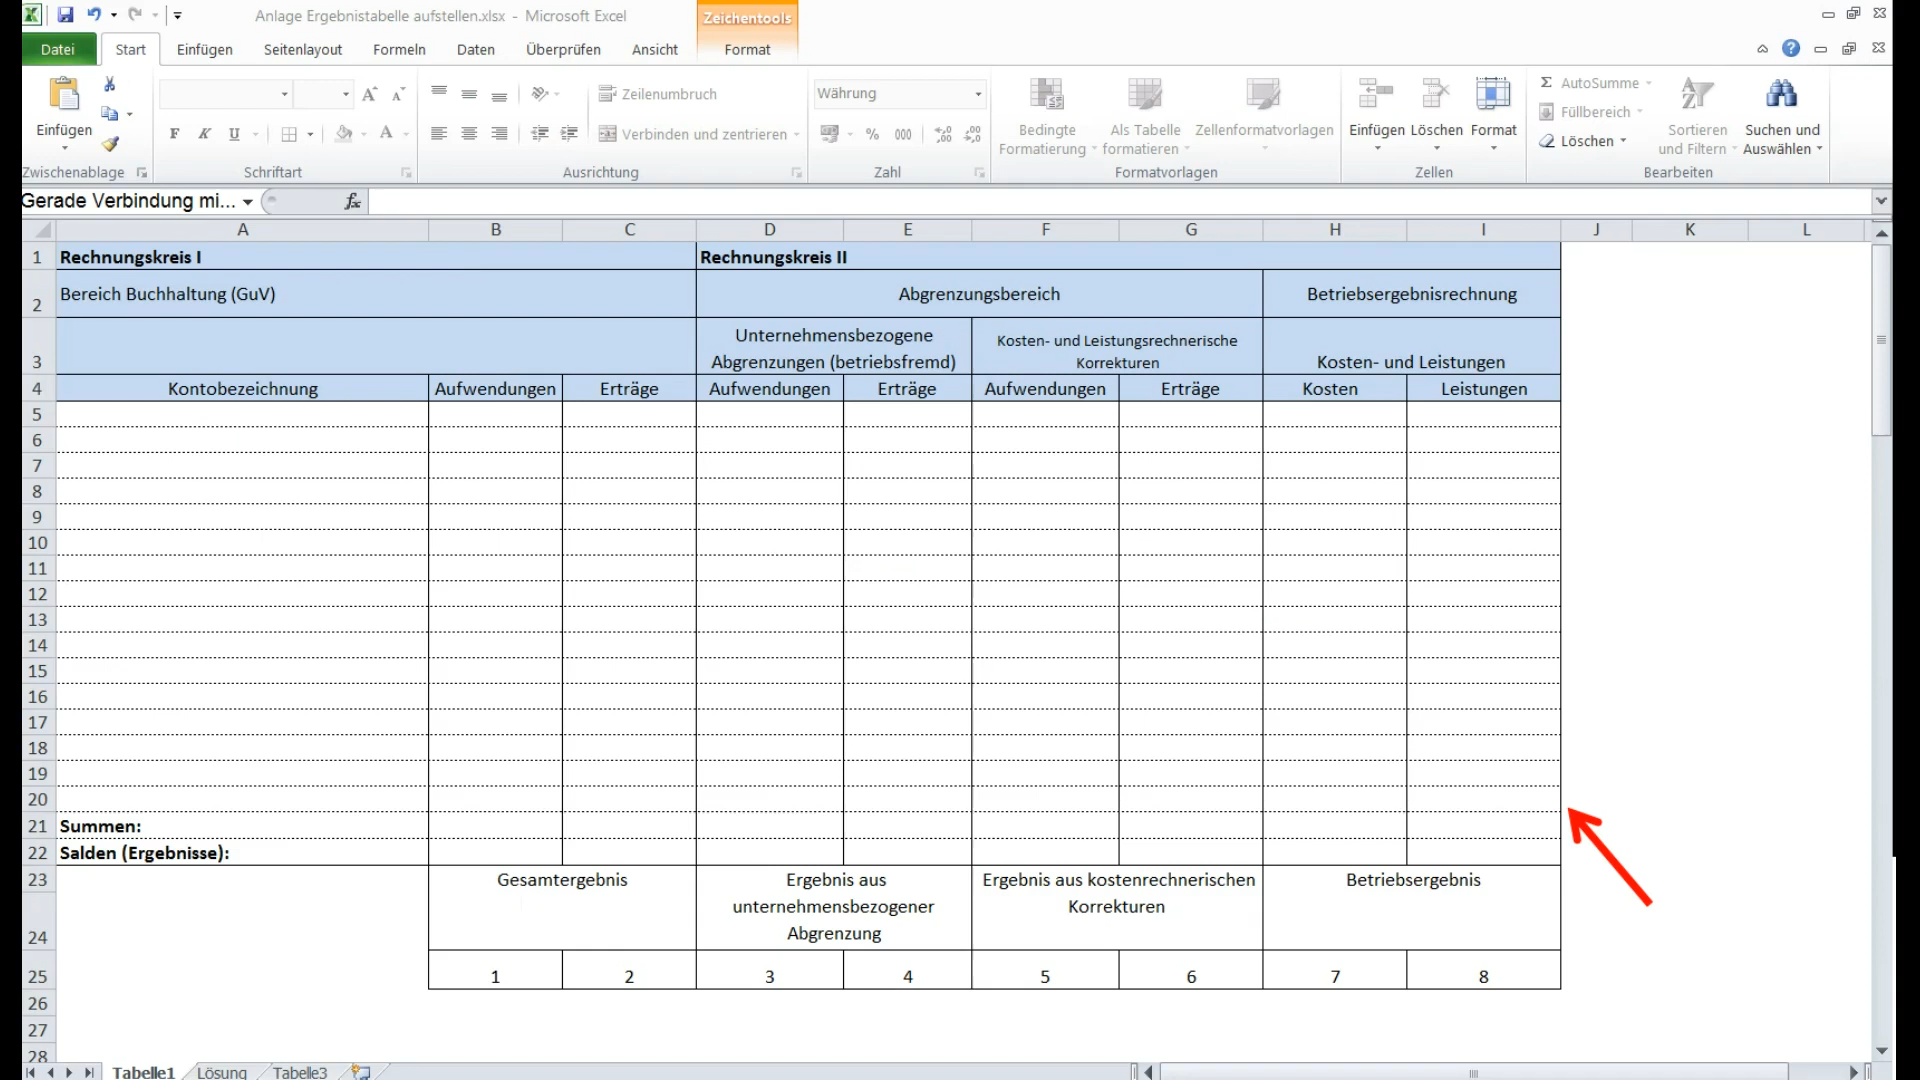 Anlage Ergebnistabelle aufstellen.xlsx - Microsoft Excel
Zeichentools
Datei Start Einfügen Seitenlayout Formeln Daten Überprüfen Ansicht Format
Einfügen
Zwischenablage
F K U A
Schriftart
Zeilenumbruch
Verbinden und zentrieren
Ausrichtung
Währung
% 000
Zahl
Bedingte Formatierung
Als Tabelle formatieren
Zellenformatvorlagen
Formatvorlagen
Einfügen Löschen Format
Zellen
Σ AutoSumme
Füllbereich
Löschen
Sortieren und Filtern
Suchen und Auswählen
Bearbeiten
Gerade Verbindung mi... fx
A B C D E F G H I J K L
1 Rechnungskreis I Rechnungskreis II
2 Bereich Buchhaltung (GuV) Abgrenzungsbereich Betriebsergebnisrechnung
3 Unternehmensbezogene Abgrenzungen (betriebsfremd) Kosten- und Leistungsrechnerische Korrekturen Kosten- und Leistungen
4 Kontobezeichnung Aufwendungen Erträge Aufwendungen Erträge Aufwendungen Erträge Kosten Leistungen
5
6
7
8
9
10
11
12
13
14
15
16
17
18
19
20
21 Summen:
22 Salden (Ergebnisse):
23 Gesamtergebnis Ergebnis aus unternehmensbezogener Abgrenzung Ergebnis aus kostenrechnerischen Korrekturen Betriebsergebnis
24
25 1 2 3 4 5 6 7 8
26
27
28
Tabelle1 Lösung Tabelle3